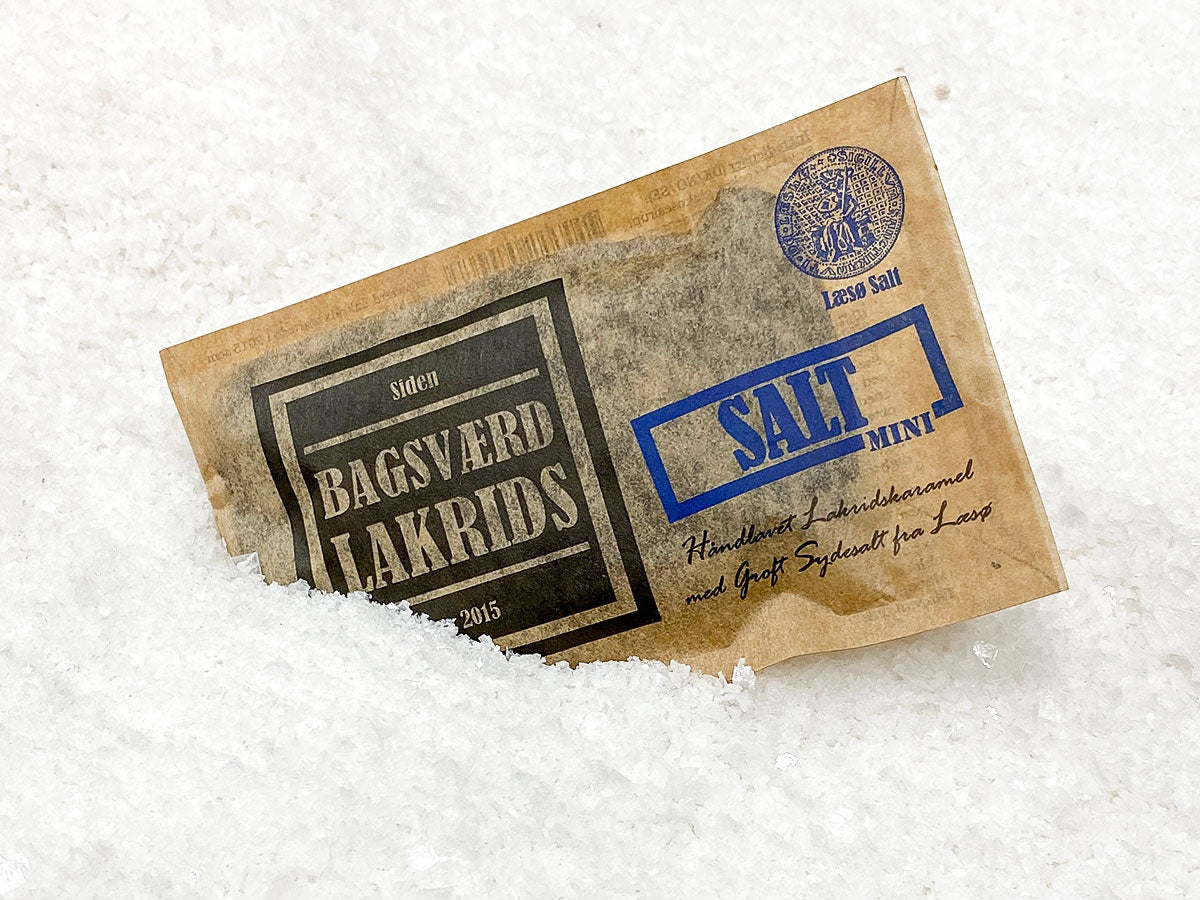 Siden
BAGSVÆRD
LAKRIDS
2015
Læsø Salt
SALT
MINI
Håndlavet Lakridskaramel
med Groft Sydesalt fra Læsø